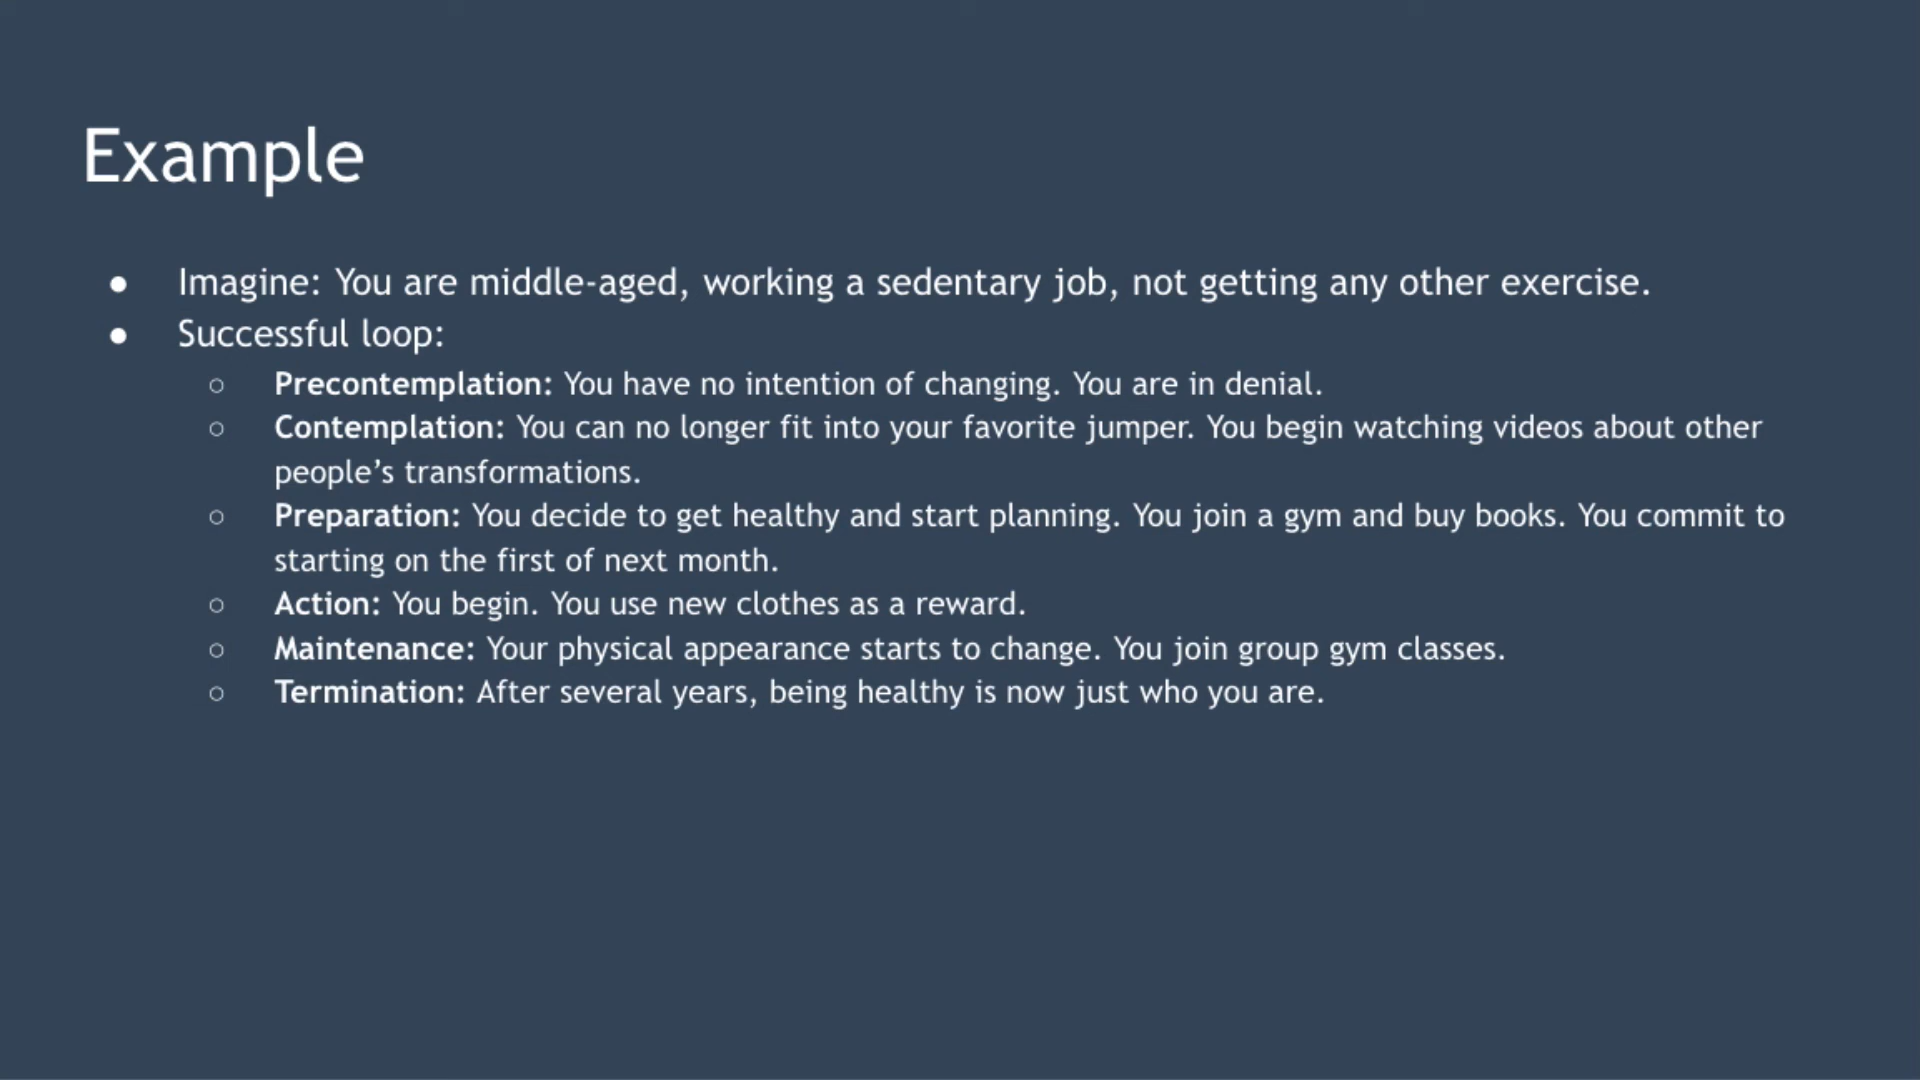 Example
● Imagine: You are middle-aged, working a sedentary job, not getting any other exercise.
● Successful loop:
○ Precontemplation: You have no intention of changing. You are in denial.
○ Contemplation: You can no longer fit into your favorite jumper. You begin watching videos about other
people’s transformations.
○ Preparation: You decide to get healthy and start planning. You join a gym and buy books. You commit to
starting on the first of next month.
○ Action: You begin. You use new clothes as a reward.
○ Maintenance: Your physical appearance starts to change. You join group gym classes.
○ Termination: After several years, being healthy is now just who you are.